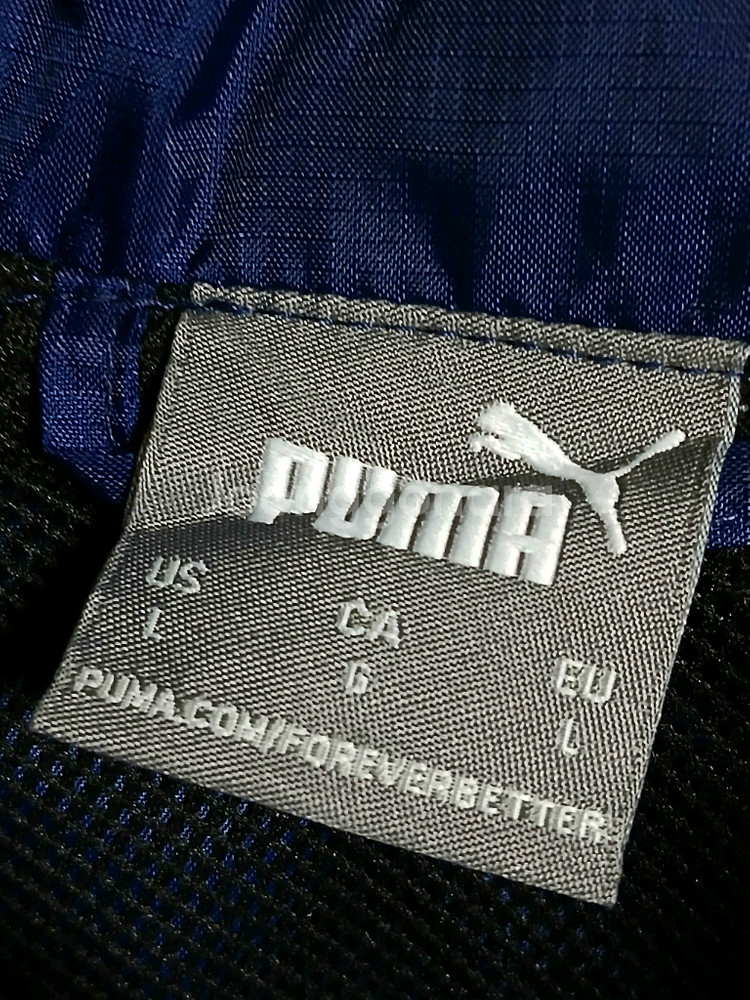 PUMA
US CA EU
L G L
PUMA.COM/FOREVERBETTER